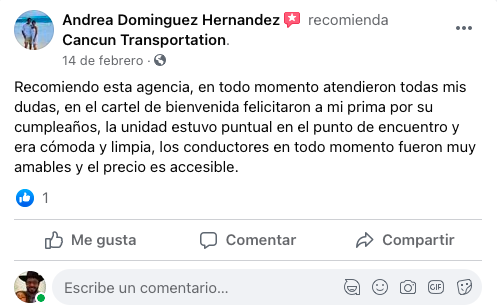 Andrea Dominguez Hernandez recomienda
Cancun Transportation.
14 de febrero ·
Recomiendo esta agencia, en todo momento atendieron todas mis
dudas, en el cartel de bienvenida felicitaron a mi prima por su
cumpleaños, la unidad estuvo puntual en el punto de encuentro y
era cómoda y limpia, los conductores en todo momento fueron muy
amables y el precio es accesible.
1
Me gusta
Comentar
Compartir
Escribe un comentario...
GIF